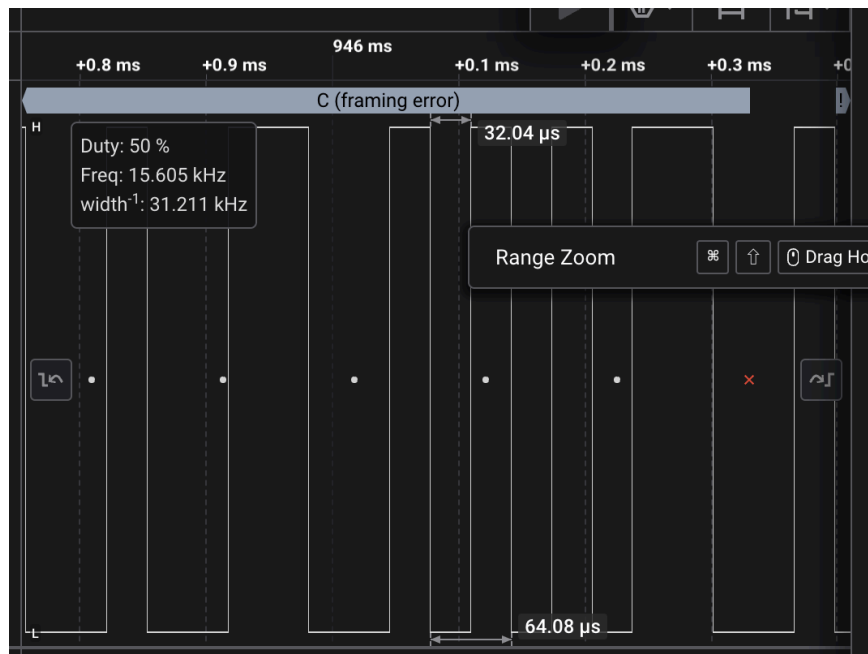 946 ms
+0.8 ms +0.9 ms +0.1 ms +0.2 ms +0.3 ms +0
C (framing error) !
H
32.04 µs
Duty: 50 %
Freq: 15.605 kHz
width-1: 31.211 kHz
Range Zoom ⌘ ⇧ Drag Ho
L
64.08 µs